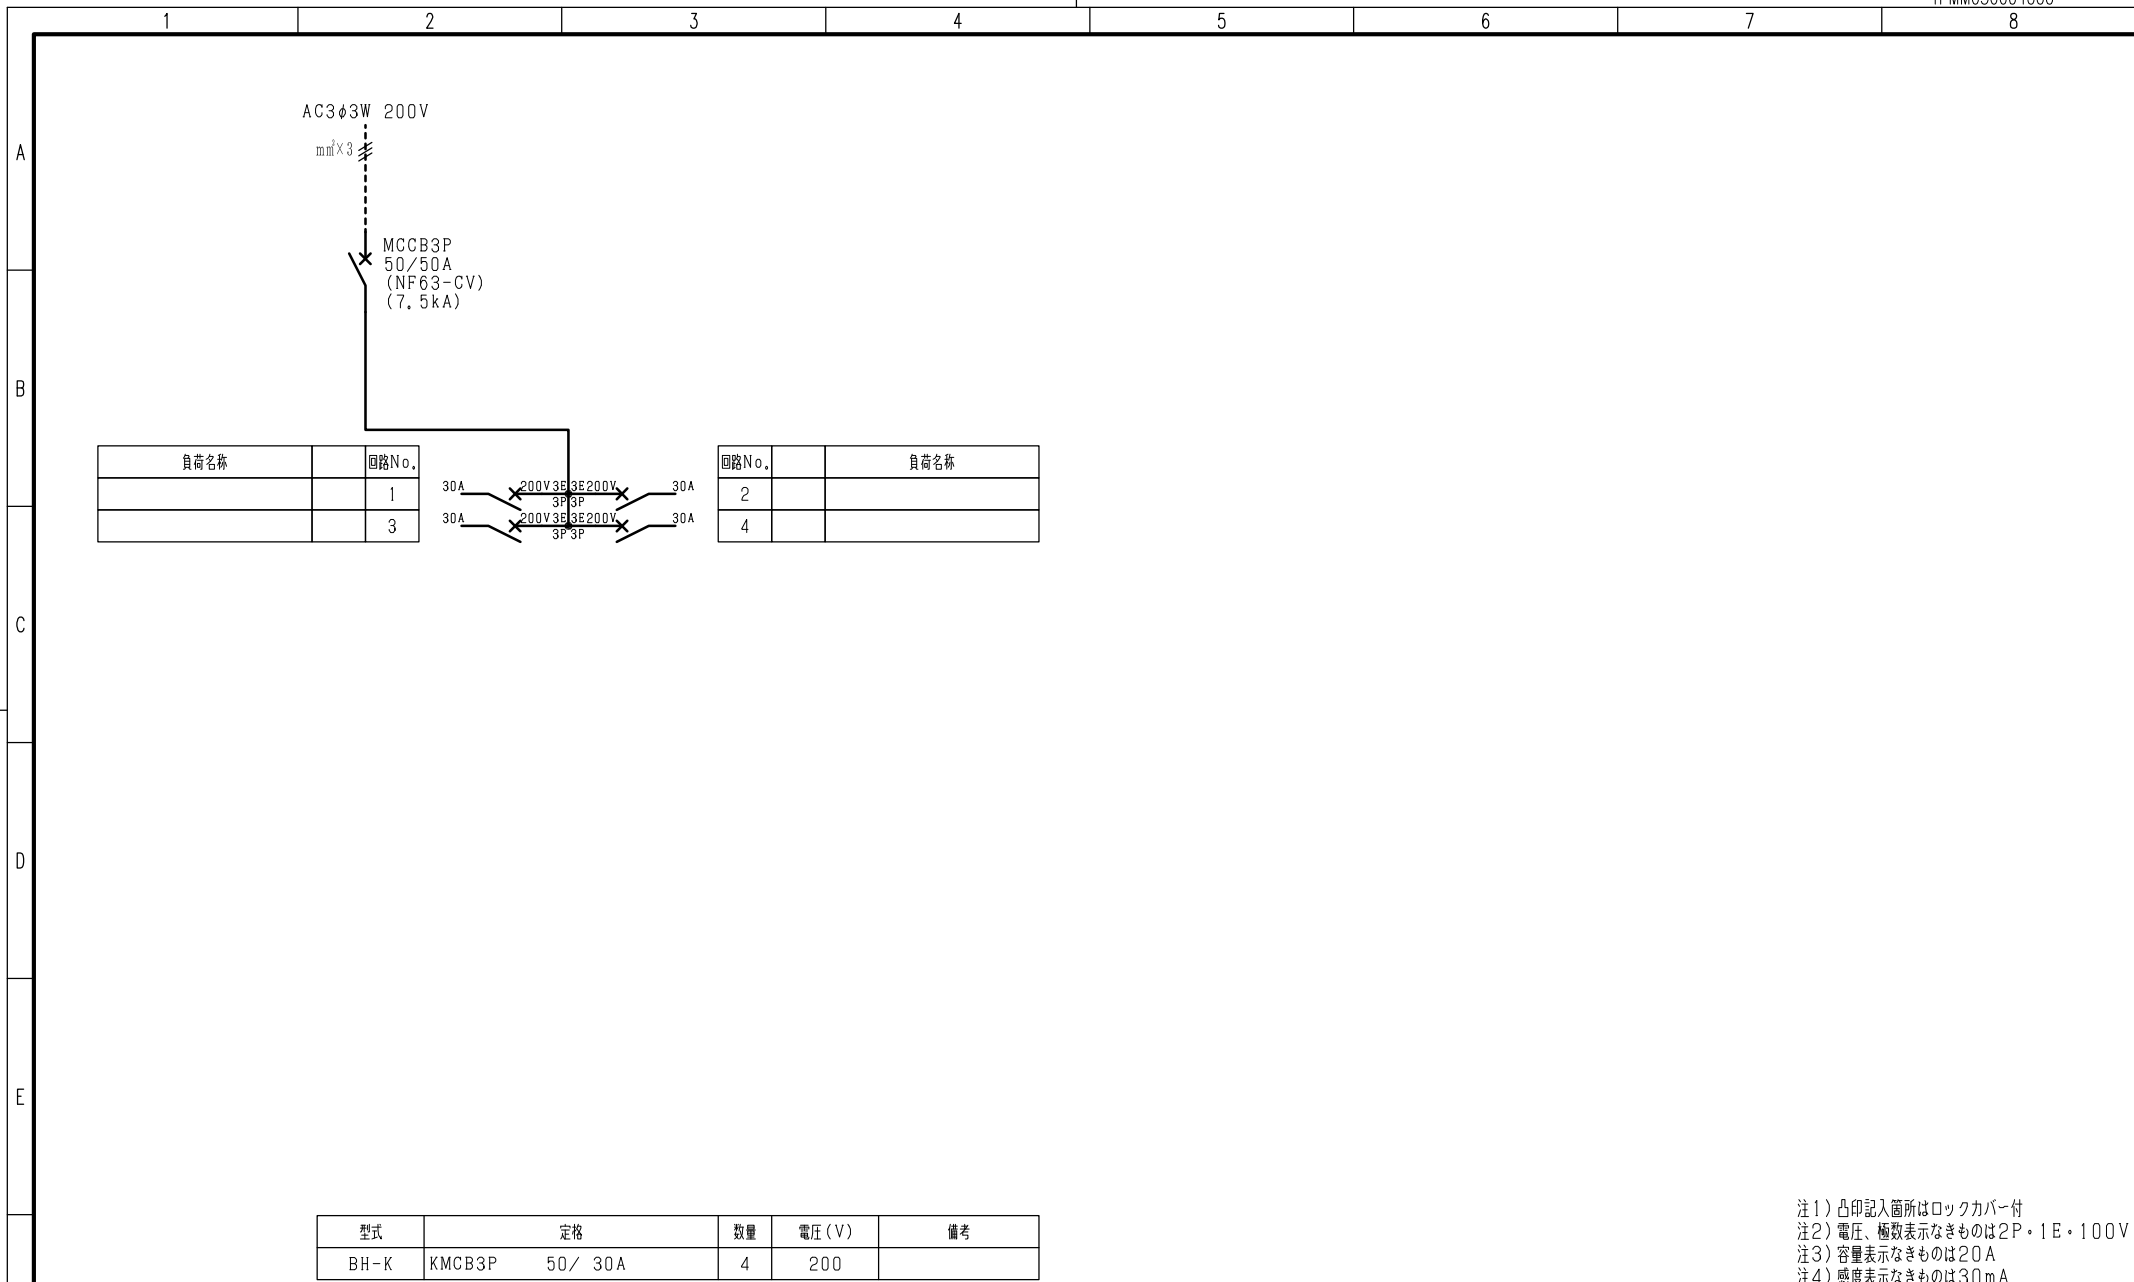 1 2 3 4 5 6 7 8
AC3φ3W 200V
A
mm²×3
MCCB3P
50/50A
(NF63-CV)
(7.5kA)
B
負荷名称 回路No. 回路No. 負荷名称
1 30A 200V 3E 3E 200V 30A 2
3P 3P
3 30A 200V 3E 3E 200V 30A 4
3P 3P
C
D
E
型式 定格 数量 電圧(V) 備考
BH-K KMCB3P 50/ 30A 4 200
注1)凸印記入箇所はロックカバー付
注2)電圧、極数表示なきものは2P・1E・100V
注3)容量表示なきものは20A
注4)感度表示なきものは30mA